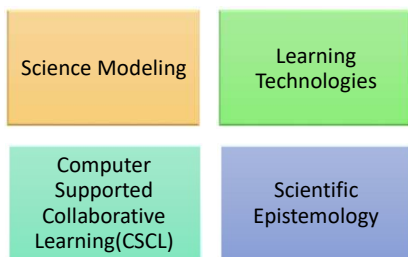 Science Modeling
Learning
Technologies
Computer
Supported
Collaborative
Learning(CSCL)
Scientific
Epistemology